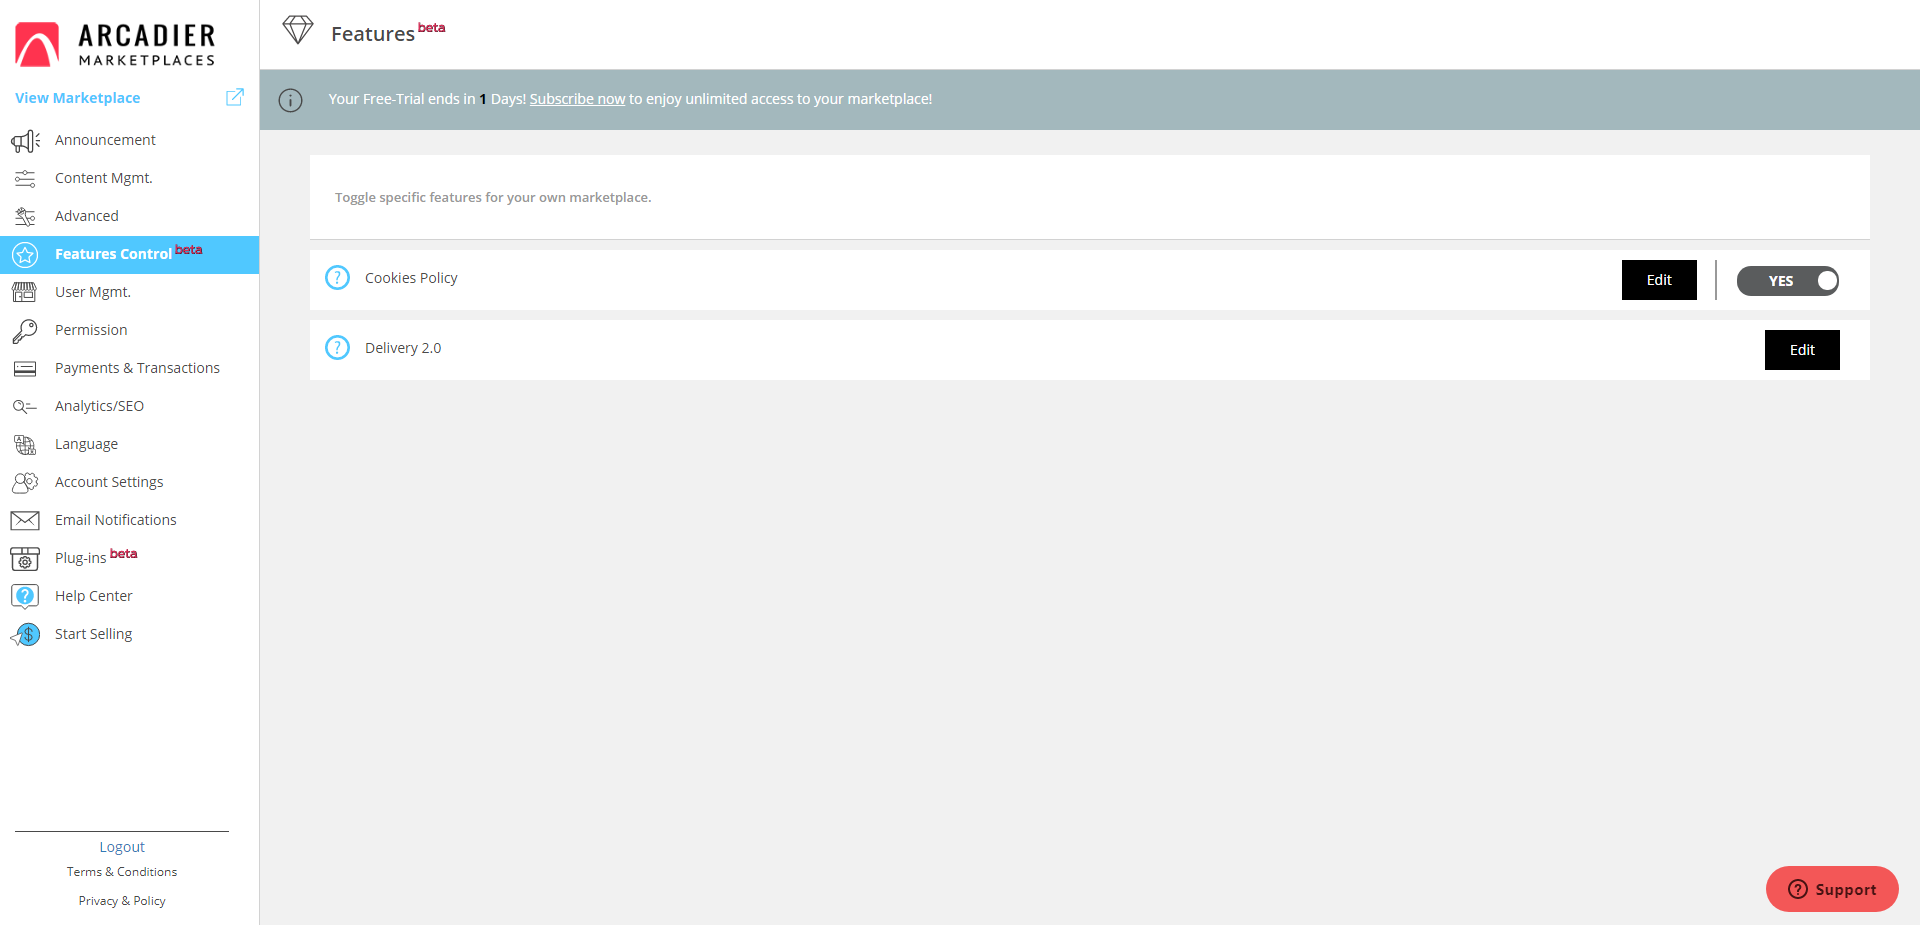 ARCADIER
MARKETPLACES
View Marketplace
Announcement
Content Mgmt.
Advanced
Features Control beta
User Mgmt.
Permission
Payments & Transactions
Analytics/SEO
Language
Account Settings
Email Notifications
Plug-ins beta
Help Center
Start Selling
Logout
Terms & Conditions
Privacy & Policy
Features beta
Your Free-Trial ends in 1 Days! Subscribe now to enjoy unlimited access to your marketplace!
Toggle specific features for your own marketplace.
? Cookies Policy Edit YES
? Delivery 2.0 Edit
? Support